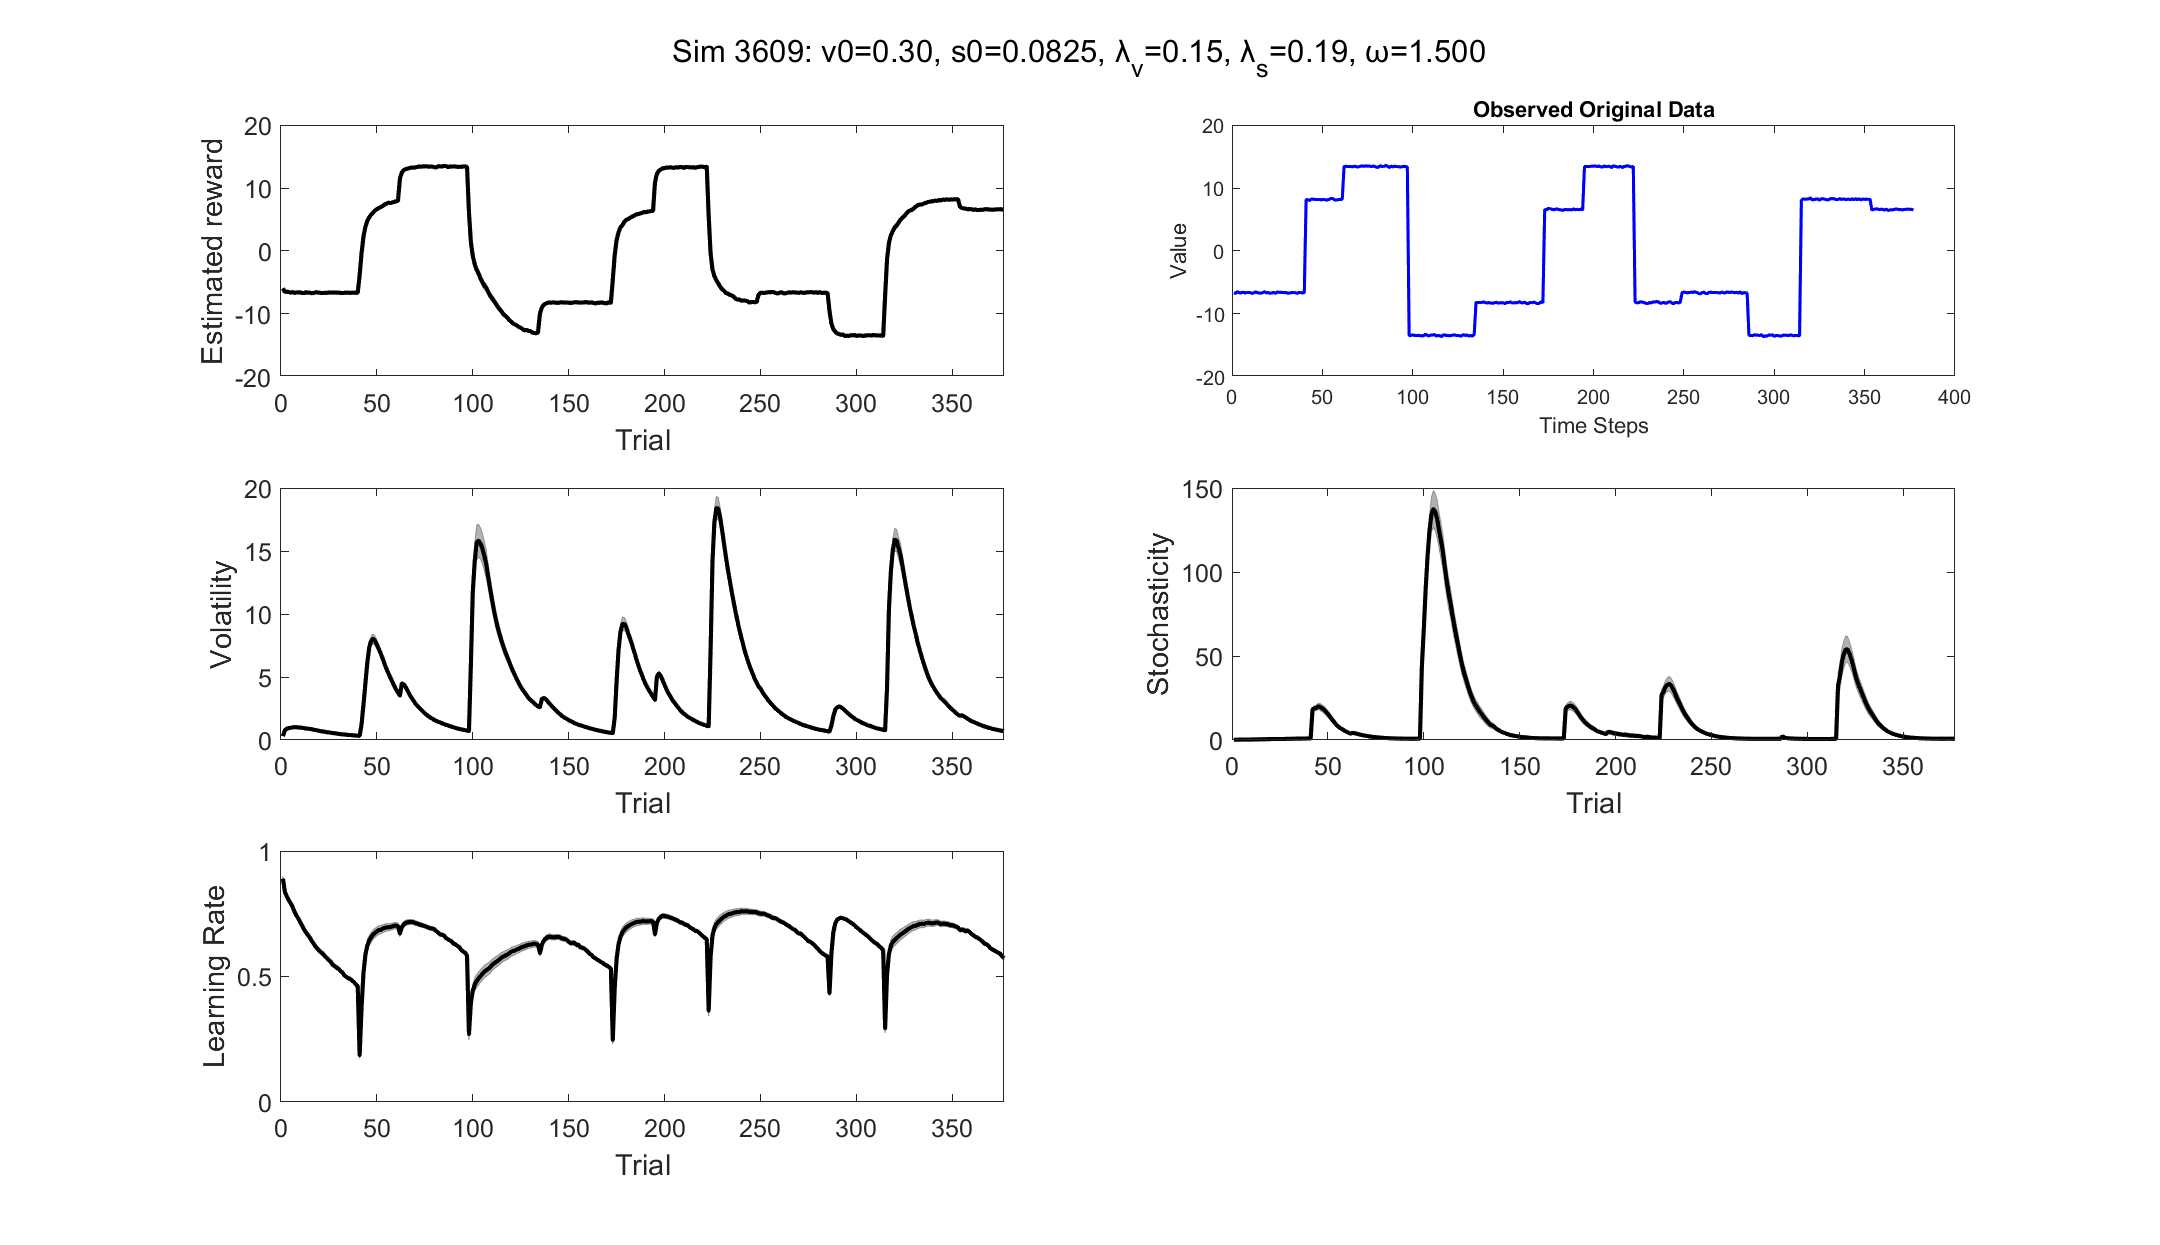 Sim 3609: v0=0.30, s0=0.0825, λv=0.15, λs=0.19, ω=1.500
Estimated reward
20
10
0
-10
-20
0 50 100 150 200 250 300 350
Trial
Observed Original Data
Value
20
10
0
-10
-20
0 50 100 150 200 250 300 350 400
Time Steps
Volatility
20
15
10
5
0
0 50 100 150 200 250 300 350
Trial
Stochasticity
150
100
50
0
0 50 100 150 200 250 300 350
Trial
Learning Rate
1
0.5
0
0 50 100 150 200 250 300 350
Trial